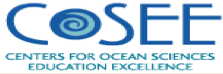 COSEE
CENTERS FOR OCEAN SCIENCES
EDUCATION EXCELLENCE